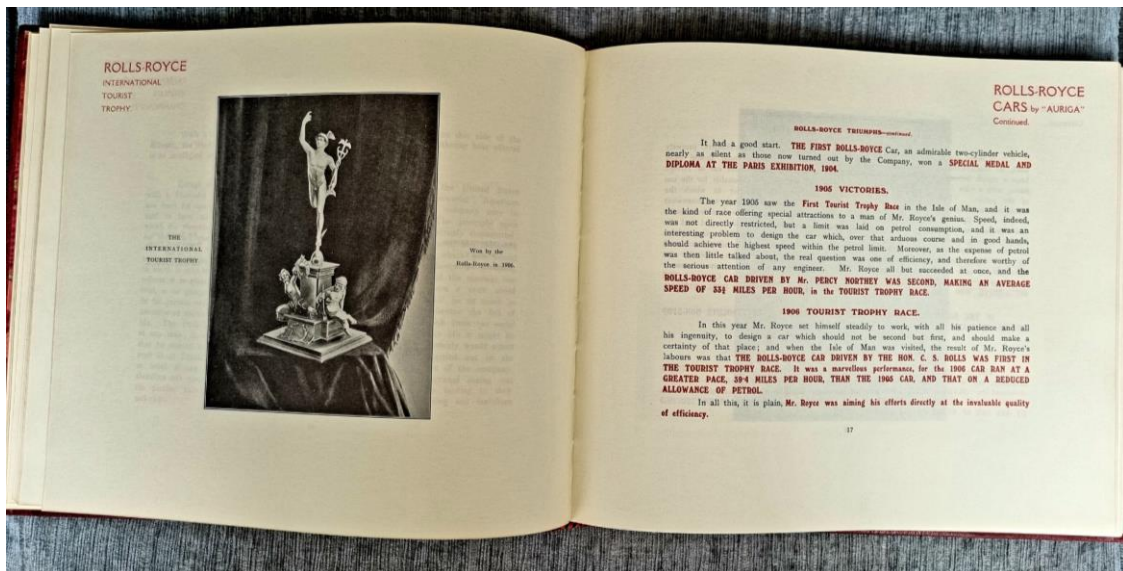 ROLLS-ROYCE
INTERNATIONAL
TOURIST
TROPHY.
THE
INTERNATIONAL
TOURIST TROPHY.
Won by the
Rolls-Royce in 1906.
ROLLS-ROYCE
CARS by "AURIGA"
Continued.
ROLLS-ROYCE TRIUMPHS—continued.
It had a good start. THE FIRST ROLLS-ROYCE Car, an admirable two-cylinder vehicle,
nearly as silent as those now turned out by the Company, won a SPECIAL MEDAL AND
DIPLOMA AT THE PARIS EXHIBITION, 1904.
1905 VICTORIES.
The year 1905 saw the First Tourist Trophy Race in the Isle of Man, and it was
the kind of race offering special attractions to a man of Mr. Royce's genius. Speed, indeed,
was not directly restricted, but a limit was laid on petrol consumption, and it was an
interesting problem to design the car which, over that arduous course and in good hands,
should achieve the highest speed within the petrol limit. Moreover, as the expense of petrol
was then little talked about, the real question was one of efficiency, and therefore worthy of
the serious attention of any engineer. Mr. Royce all but succeeded at once, and the
ROLLS-ROYCE CAR DRIVEN BY Mr. PERCY NORTHEY WAS SECOND, MAKING AN AVERAGE
SPEED OF MILES PER HOUR, in the TOURIST TROPHY RACE.
1906 TOURIST TROPHY RACE.
In this year Mr. Royce set himself steadily to work, with all his patience and all
his ingenuity, to design a car which should not be second but first, and should make a
certainty of that place; and when the Isle of Man was visited, the result of Mr. Royce's
labours was that THE ROLLS-ROYCE CAR DRIVEN BY THE HON. C. S. ROLLS WAS FIRST IN
THE TOURIST TROPHY RACE. It was a marvellous performance, for the 1906 CAR RAN AT A
GREATER PACE, 39·4 MILES PER HOUR, THAN THE 1905 CAR, AND THAT ON A REDUCED
ALLOWANCE OF PETROL.
In all this, it is plain, Mr. Royce was aiming his efforts directly at the invaluable quality
of efficiency.
17